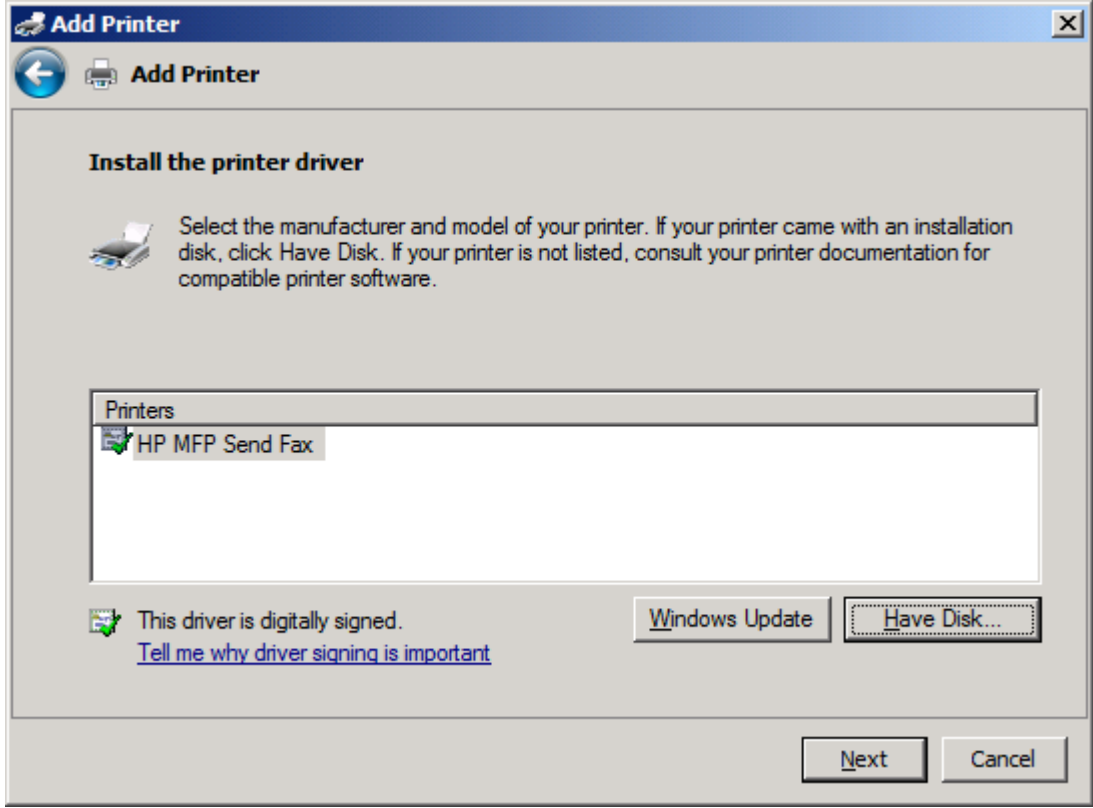 Add Printer
Add Printer
Install the printer driver
Select the manufacturer and model of your printer. If your printer came with an installation
disk, click Have Disk. If your printer is not listed, consult your printer documentation for
compatible printer software.
Printers
HP MFP Send Fax
This driver is digitally signed.
Windows Update
Have Disk...
Tell me why driver signing is important
Next
Cancel